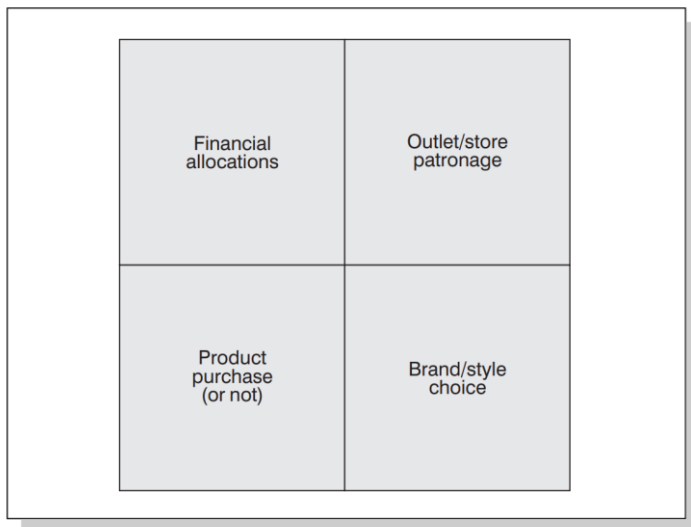 Financial
allocations
Outlet/store
patronage
Product
purchase
(or not)
Brand/style
choice